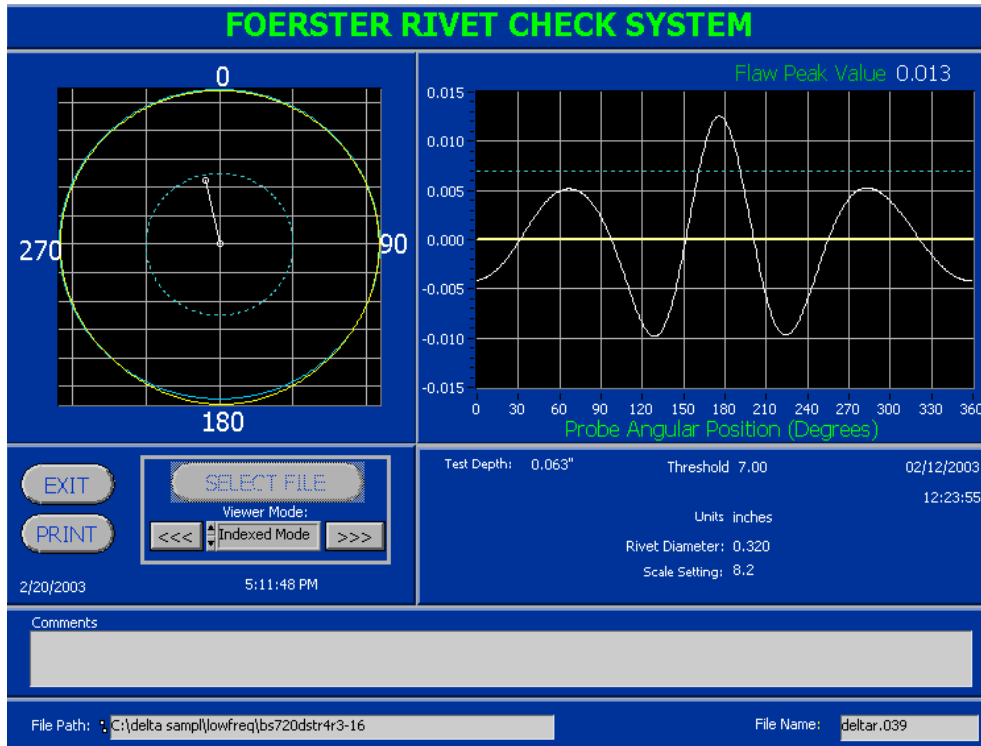 FOERSTER RIVET CHECK SYSTEM
0
270
90
180
Flaw Peak Value 0.013
0.015
0.010
0.005
0.000
-0.005
-0.010
-0.015
0 30 60 90 120 150 180 210 240 270 300 330 360
Probe Angular Position (Degrees)
EXIT
PRINT
SELECT FILE
Viewer Mode:
<<< Indexed Mode >>>
2/20/2003 5:11:48 PM
Test Depth: 0.063" Threshold 7.00 02/12/2003
12:23:55
Units inches
Rivet Diameter: 0.320
Scale Setting: 8.2
Comments
File Path: C:\delta sampl\lowfreq\bs720dstr4r3-16 File Name: deltar.039